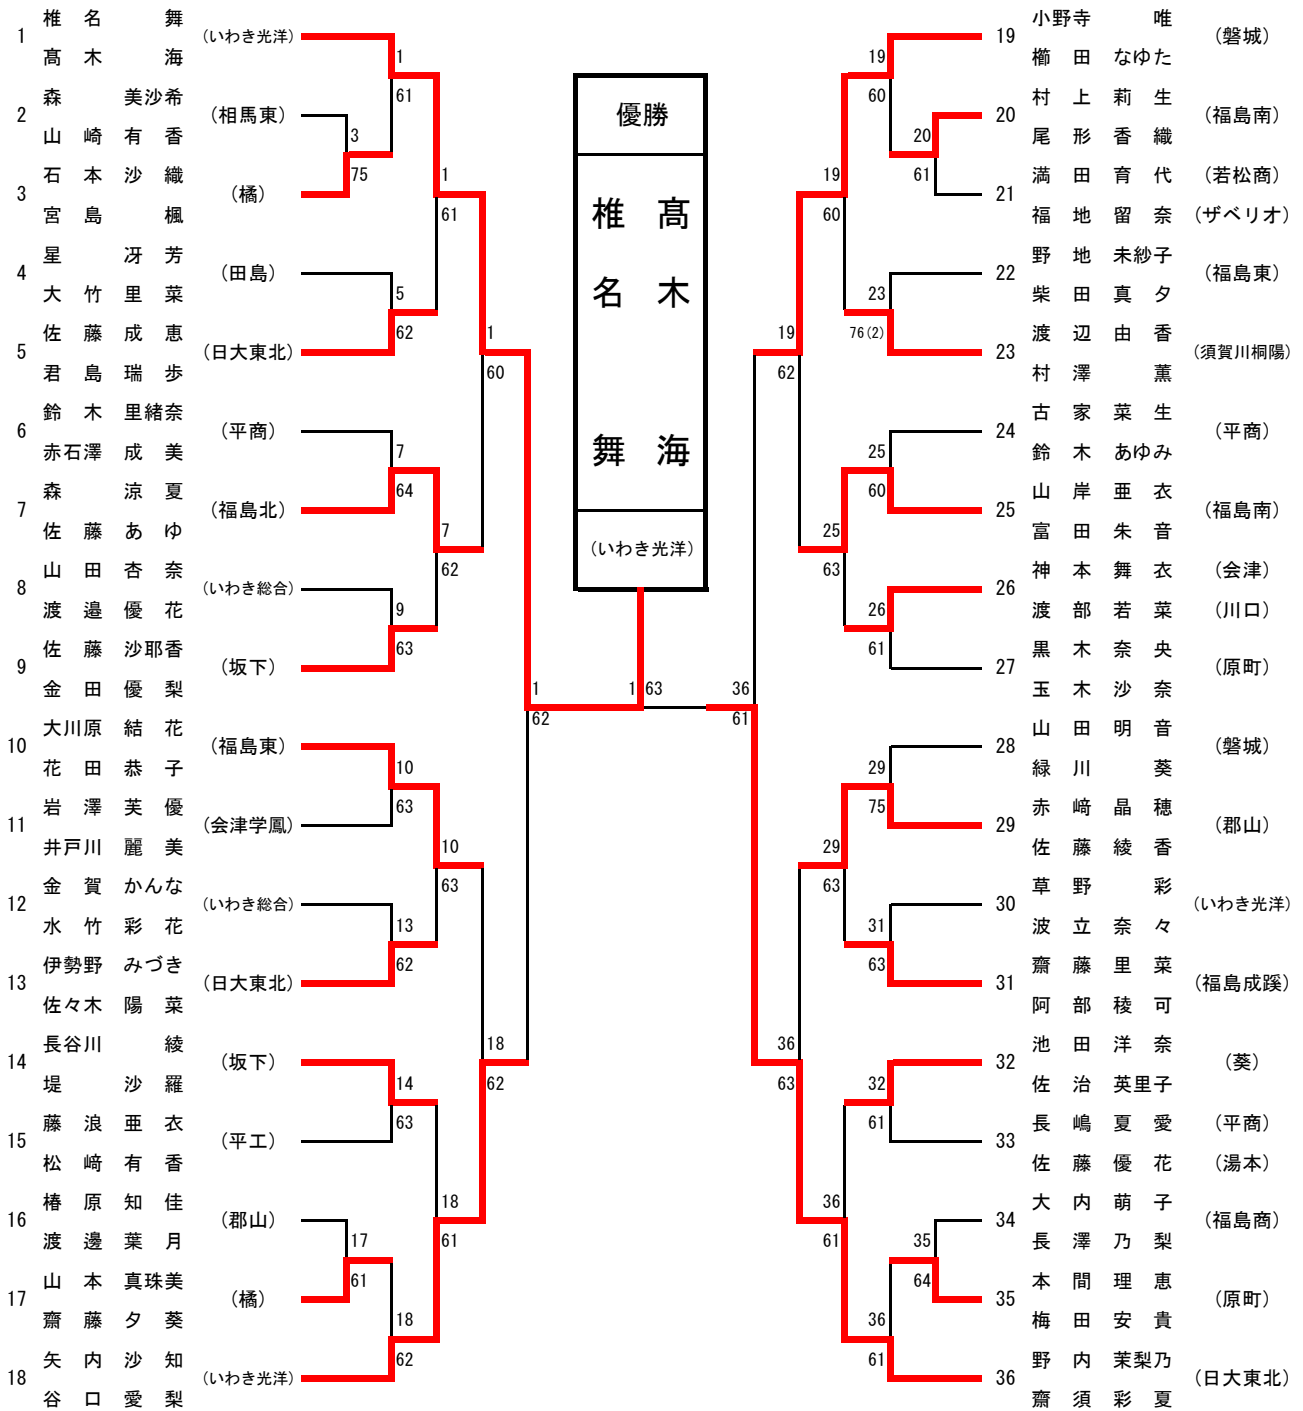 1 椎名 舞 (いわき光洋)
髙木 海
2 森 美沙希 (相馬東)
山崎有香
3 石本沙織 (橘)
宮島 楓
4 星 冴芳 (田島)
大竹里菜
5 佐藤成恵 (日大東北)
君島瑞歩
6 鈴木里緒奈 (平商)
赤石澤成美
7 森 涼夏 (福島北)
佐藤あゆ
8 山田杏奈 (いわき総合)
渡邉優花
9 佐藤沙耶香 (坂下)
金田優梨
10 大川原結花 (福島東)
花田恭子
11 岩澤芙優 (会津学鳳)
井戸川麗美
12 金賀かんな (いわき総合)
水竹彩花
13 伊勢野みづき (日大東北)
佐々木陽菜
14 長谷川 綾 (坂下)
堤 沙羅
15 藤浪亜衣 (平工)
松﨑有香
16 椿原知佳 (郡山)
渡邊葉月
17 山本真珠美 (橘)
齋藤夕葵
18 矢内沙知 (いわき光洋)
谷口愛梨
1
61
3
75
1
61
5
62
1
60
7
64
7
62
9
63
1
62
10
63
10
63
13
62
18
62
14
63
18
61
17
61
18
62
優勝
椎名 舞
髙木 海
(いわき光洋)
1 63
36
61
19
60
20
61
19
60
23
76(2)
19
62
25
60
25
63
26
61
29
75
29
63
31
63
36
63
32
61
36
61
35
64
36
61
19 小野寺 唯 (磐城)
櫛田なゆた
20 村上莉生 (福島南)
尾形香織
21 満田育代 (若松商)
福地留奈 (ザベリオ)
22 野地未紗子 (福島東)
柴田真夕
23 渡辺由香 (須賀川桐陽)
村澤 薫
24 古家菜生 (平商)
鈴木あゆみ
25 山岸亜衣 (福島南)
富田朱音
26 神本舞衣 (会津)
渡部若菜 (川口)
27 黒木奈央 (原町)
玉木沙奈
28 山田明音 (磐城)
緑川 葵
29 赤﨑晶穂 (郡山)
佐藤綾香
30 草野 彩 (いわき光洋)
波立奈々
31 齋藤里菜 (福島成蹊)
阿部稜可
32 池田洋奈 (葵)
佐治英里子
33 長嶋夏愛 (平商)
佐藤優花 (湯本)
34 大内萌子 (福島商)
長澤乃梨
35 本間理恵 (原町)
梅田安貴
36 野内茉梨乃 (日大東北)
齋須彩夏